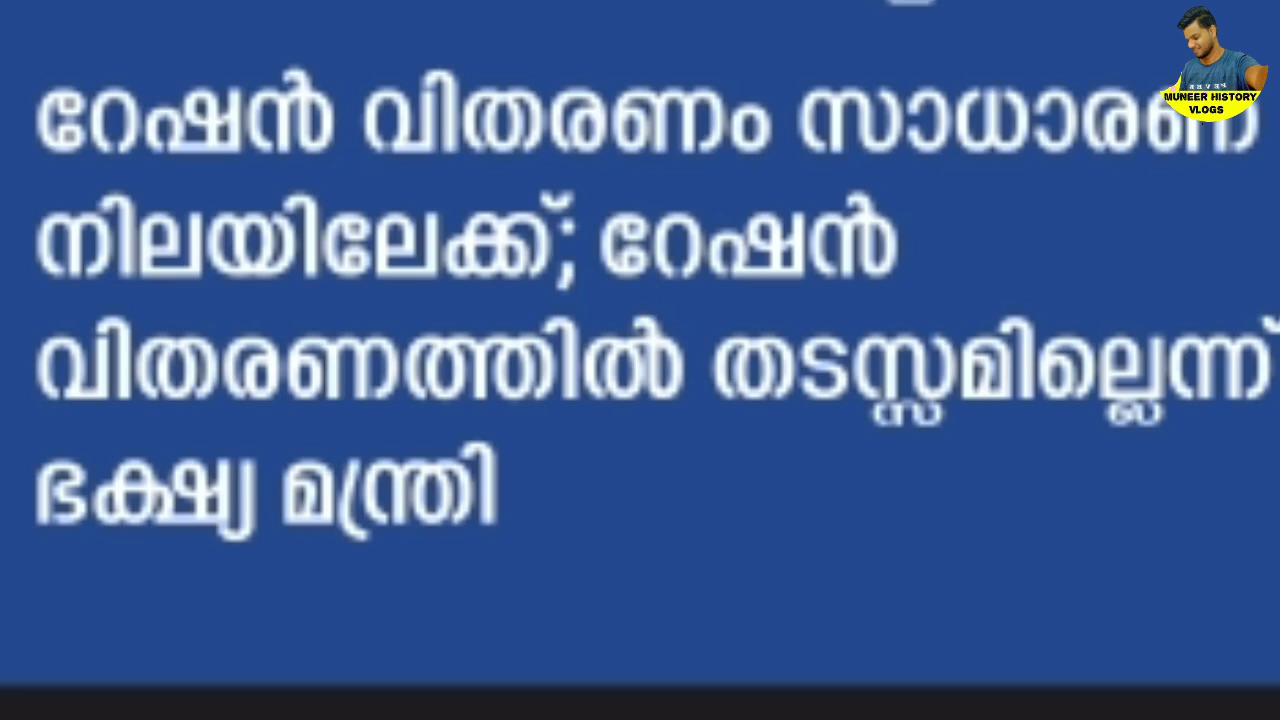 റേഷൻ വിതരണം സാധാരണ
നിലയിലേക്ക്; റേഷൻ
വിതരണത്തിൽ തടസ്സമില്ലെന്ന്
ഭക്ഷ്യ മന്ത്രി
MUNEER HISTORY
VLOGS